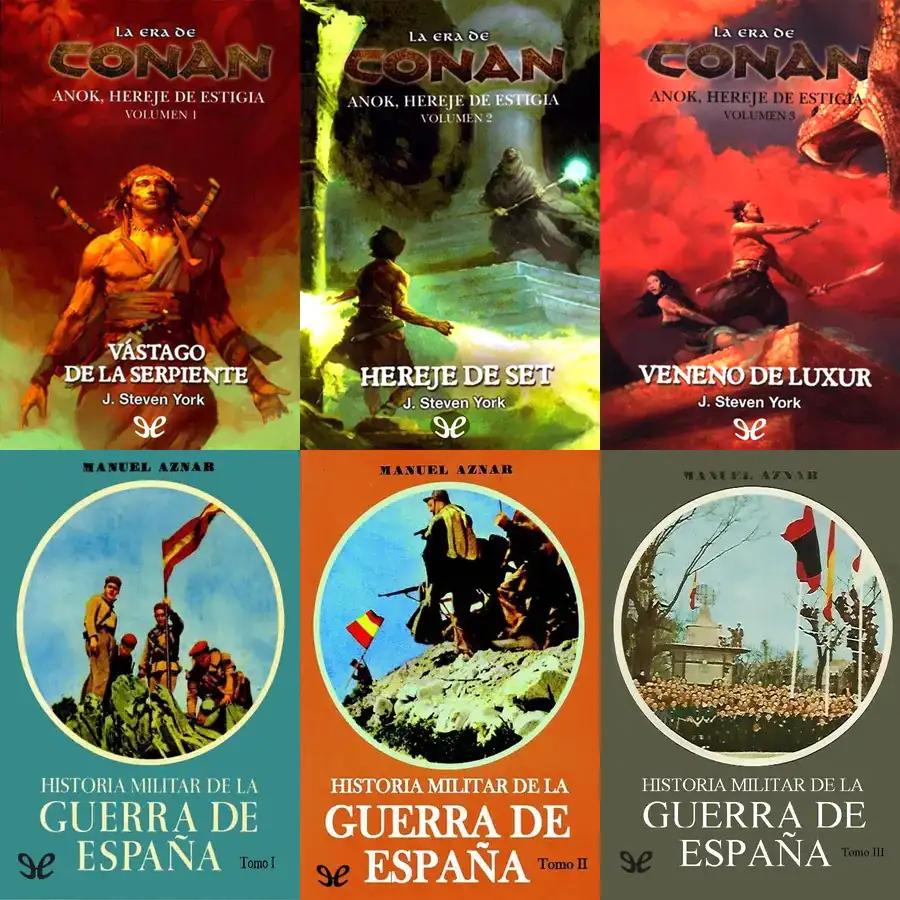 LA ERA DE
CONAN
ANOK, HEREJE DE ESTIGIA
VOLUMEN 1
VÁSTAGO
DE LA SERPIENTE
J. Steven York
LA ERA DE
CONAN
ANOK, HEREJE DE ESTIGIA
VOLUMEN 2
HEREJE DE SET
J. Steven York
LA ERA DE
CONAN
ANOK, HEREJE DE ESTIGIA
VOLUMEN 3
VENENO DE LUXUR
J. Steven York
MANUEL AZNAR
HISTORIA MILITAR DE LA
GUERRA DE
ESPAÑA
Tomo I
MANUEL AZNAR
HISTORIA MILITAR DE LA
GUERRA DE
ESPAÑA
Tomo II
MANUEL AZNAR
HISTORIA MILITAR DE LA
GUERRA DE
ESPAÑA
Tomo III